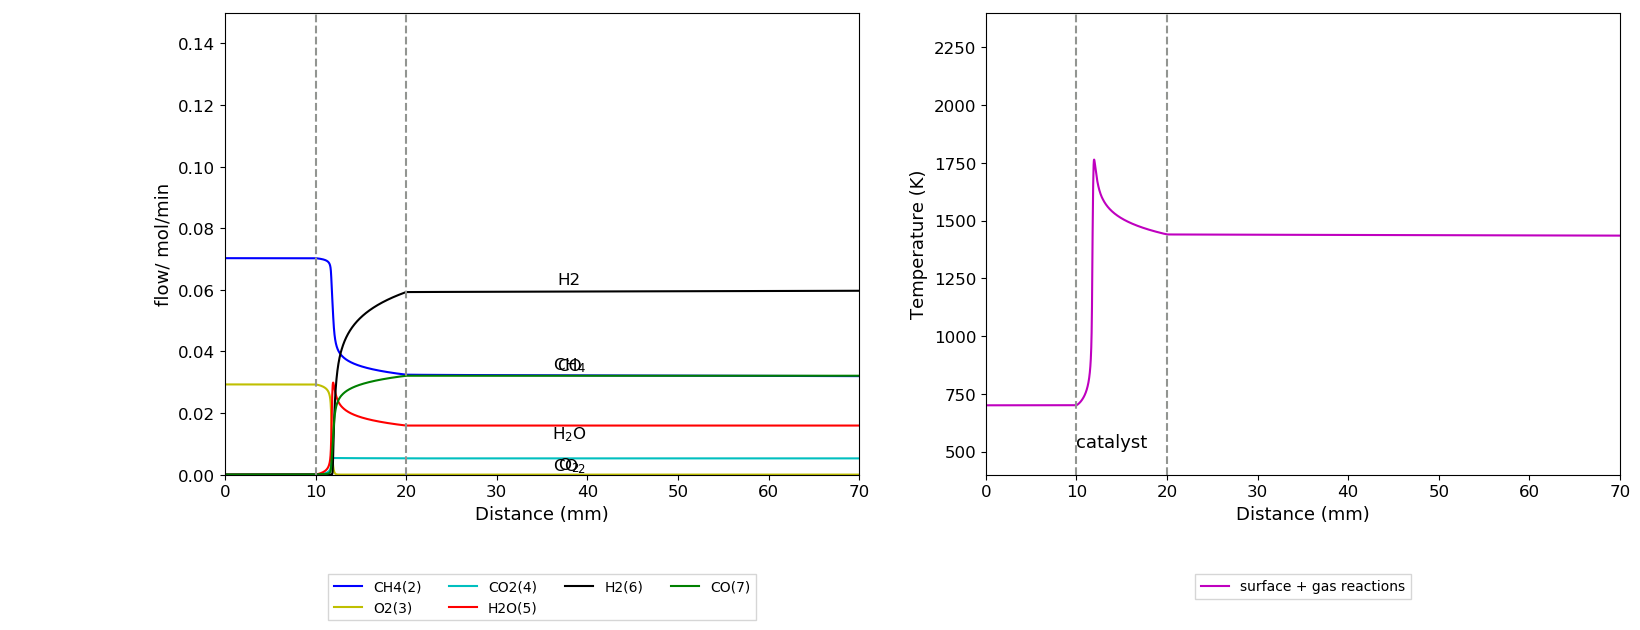 0.14
0.12
0.10
0.08
0.06
0.04
0.02
0.00
flow/ mol/min
H2
CH₄
CO
H₂O
O₂
CO₂
0 10 20 30 40 50 60 70
Distance (mm)
CH4(2) CO2(4) H2(6) CO(7)
O2(3) H2O(5)
2250
2000
1750
1500
1250
1000
750
500
Temperature (K)
catalyst
0 10 20 30 40 50 60 70
Distance (mm)
surface + gas reactions